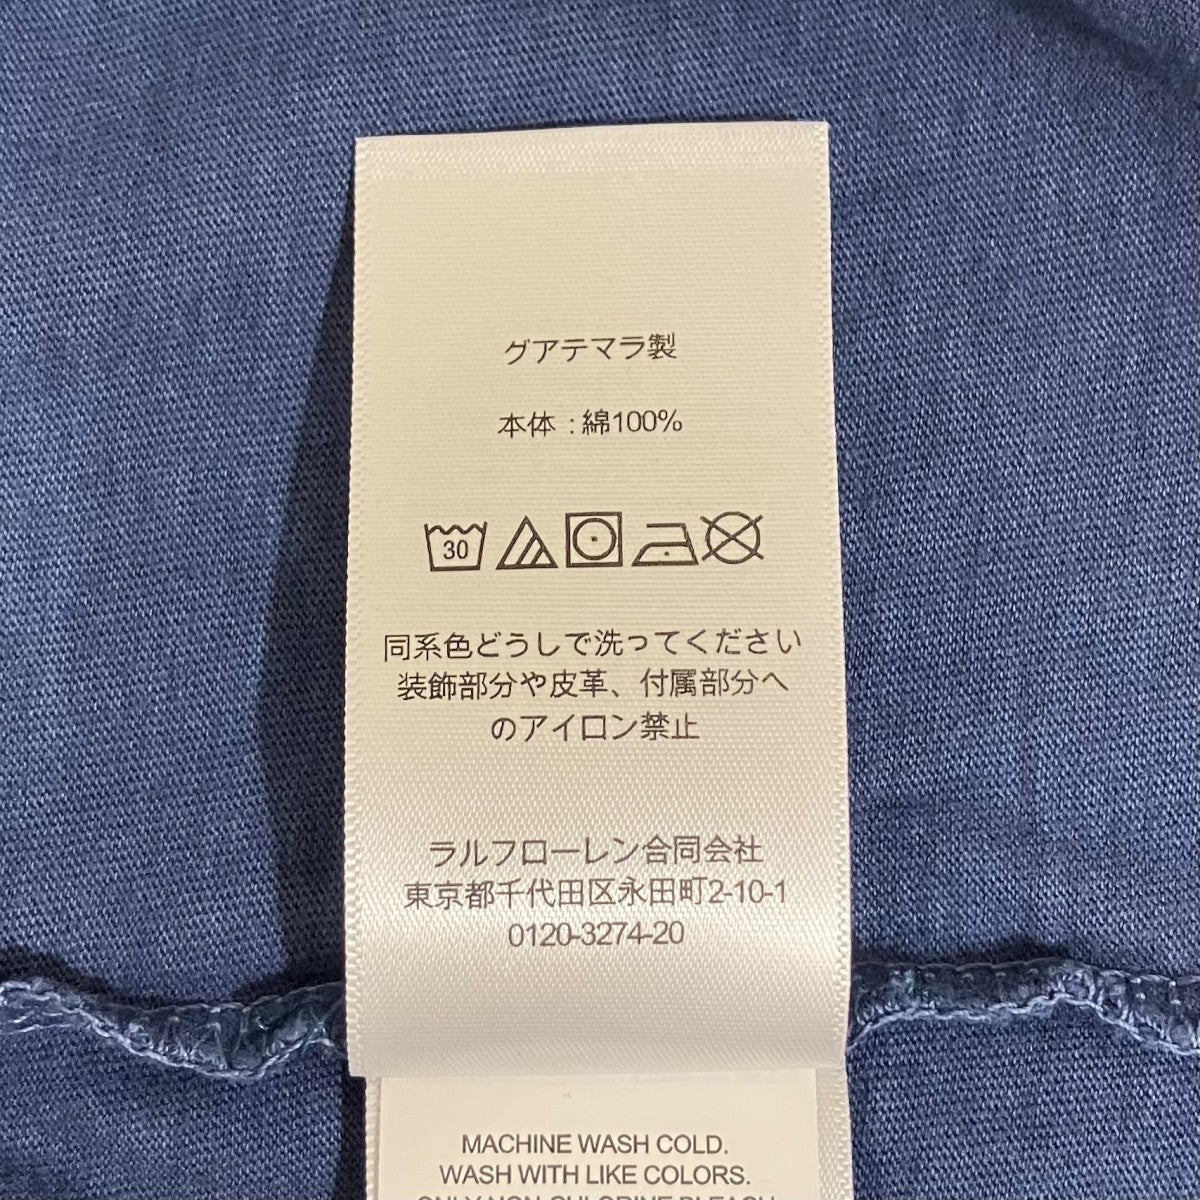 グアテマラ製
本体:綿100%
30
同系色どうしで洗ってください
装飾部分や皮革、付属部分へ
のアイロン禁止
ラルフローレン合同会社
東京都千代田区永田町2-10-1
0120-3274-20
MACHINE WASH COLD.
WASH WITH LIKE COLORS.
ONLY NON-CHLORINE BLEACH